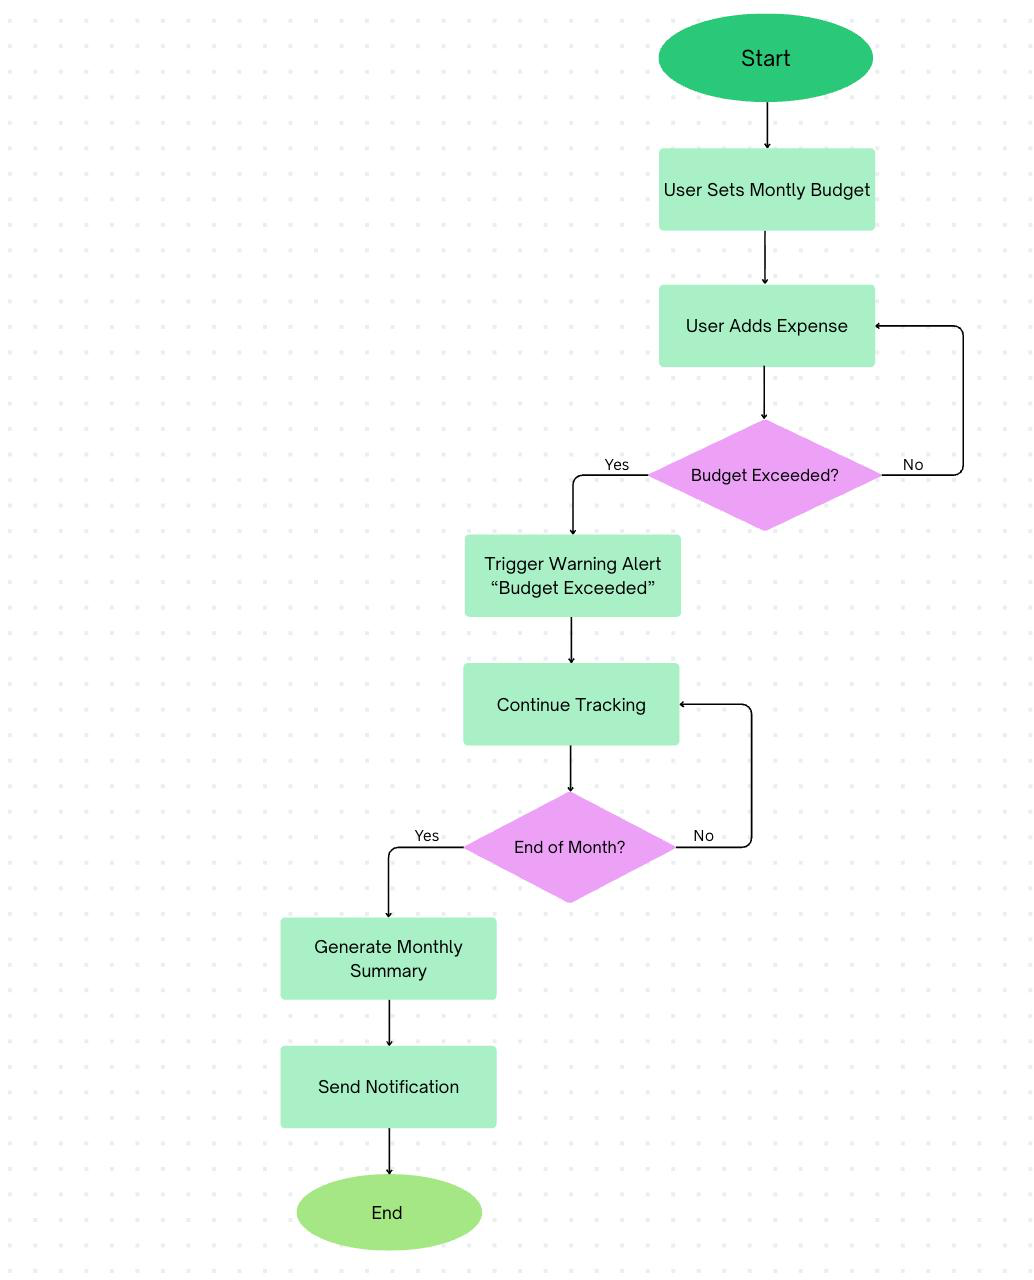 Start
User Sets Montly Budget
User Adds Expense
Budget Exceeded?
Yes
No
Trigger Warning Alert
“Budget Exceeded”
Continue Tracking
End of Month?
Yes
No
Generate Monthly
Summary
Send Notification
End